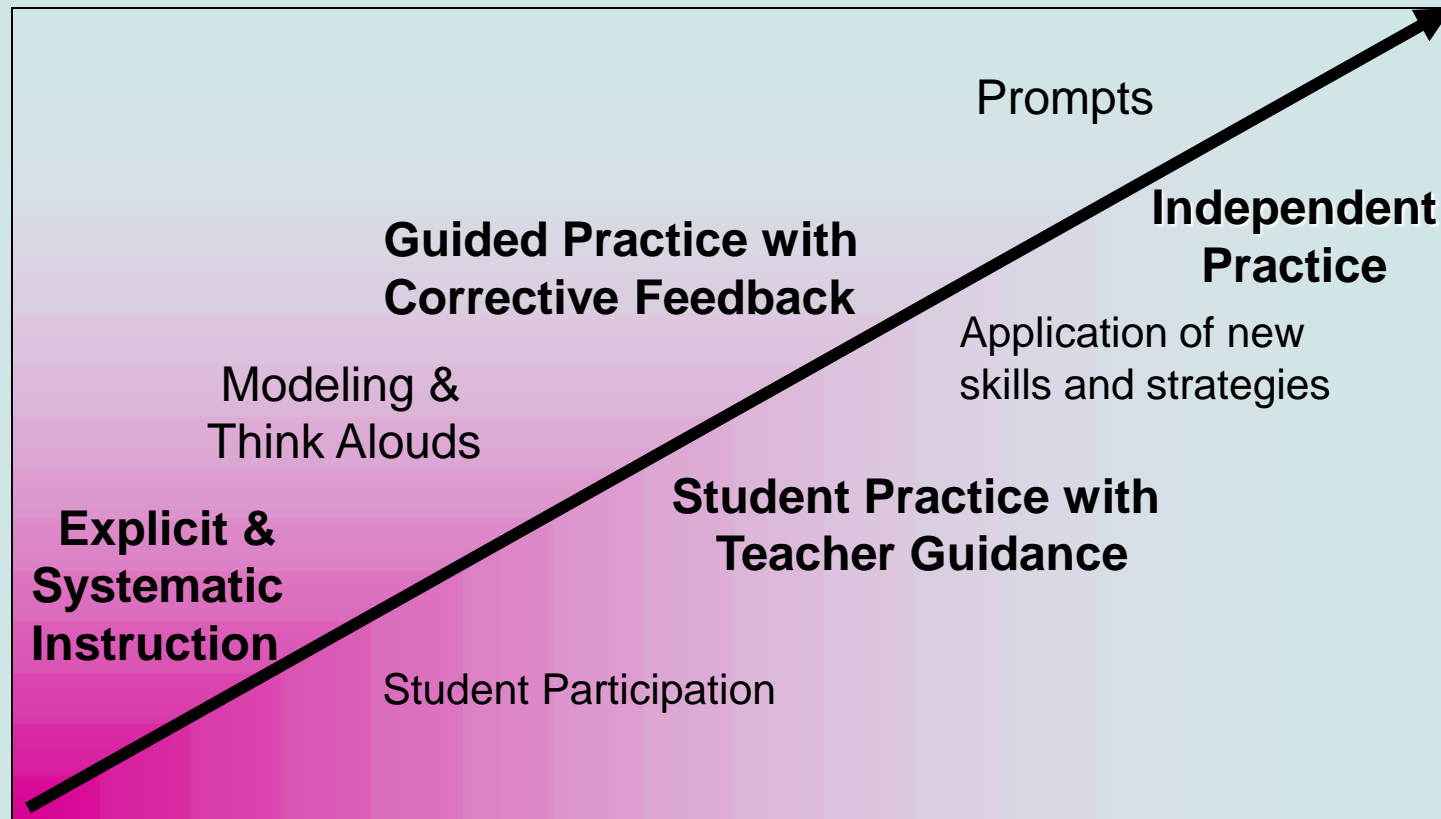 Prompts
Independent
Practice
Guided Practice with
Corrective Feedback
Application of new
skills and strategies
Modeling &
Think Alouds
Student Practice with
Teacher Guidance
Explicit &
Systematic
Instruction
Student Participation